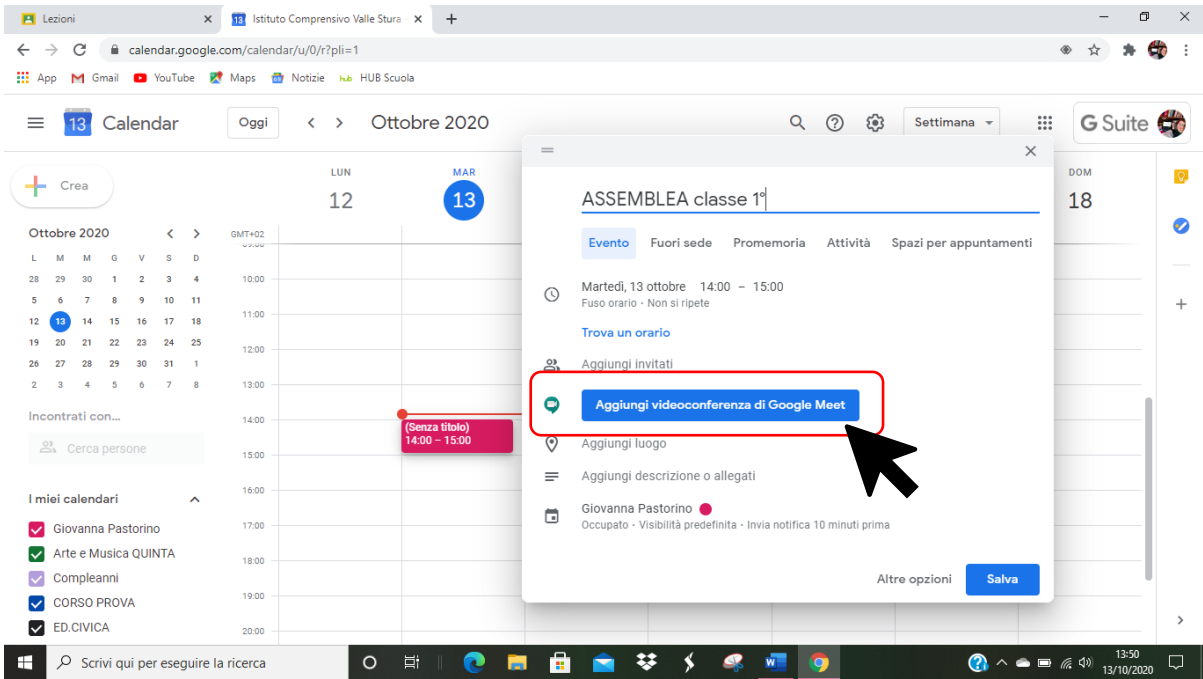 Lezioni
13 Istituto Comprensivo Valle Stura
calendar.google.com/calendar/u/0/r?pli=1
App Gmail YouTube Maps Notizie hub HUB Scuola
13 Calendar Oggi Ottobre 2020 Settimana G Suite
Crea
LUN
12
MAR
13
DOM
18
Ottobre 2020
L M M G V S D
28 29 30 1 2 3 4
5 6 7 8 9 10 11
12 13 14 15 16 17 18
19 20 21 22 23 24 25
26 27 28 29 30 31 1
2 3 4 5 6 7 8
Incontrati con...
Cerca persone
I miei calendari
Giovanna Pastorino
Arte e Musica QUINTA
Compleanni
CORSO PROVA
ED.CIVICA
GMT+02
10:00
11:00
12:00
13:00
14:00
15:00
16:00
17:00
18:00
19:00
20:00
(Senza titolo)
14:00 – 15:00
ASSEMBLEA classe 1°
Evento Fuori sede Promemoria Attività Spazi per appuntamenti
Martedì, 13 ottobre 14:00 – 15:00
Fuso orario · Non si ripete
Trova un orario
Aggiungi invitati
Aggiungi videoconferenza di Google Meet
Aggiungi luogo
Aggiungi descrizione o allegati
Giovanna Pastorino
Occupato · Visibilità predefinita · Invia notifica 10 minuti prima
Altre opzioni Salva
Scrivi qui per eseguire la ricerca
13:50
13/10/2020